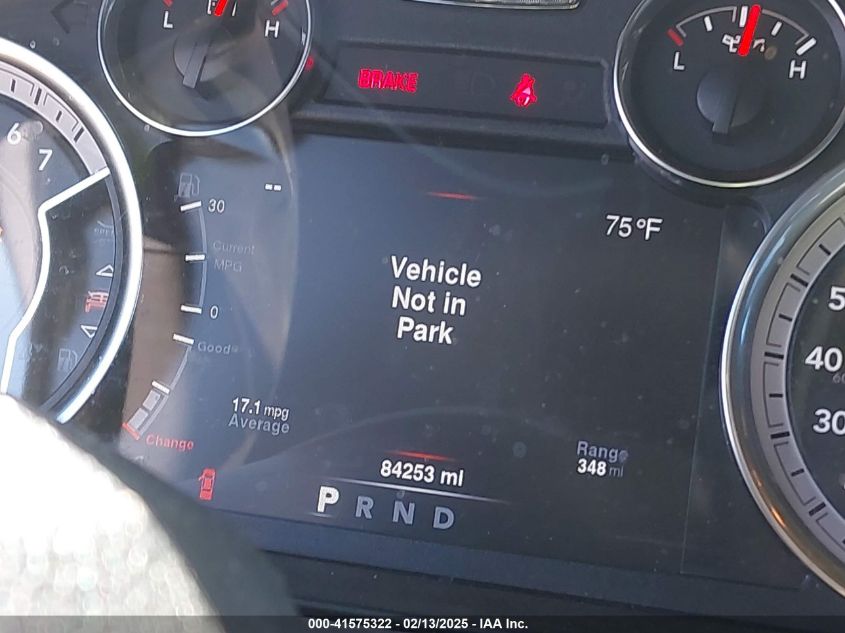 L
H
BRAKE
L
H
6
7
--
30
75°F
Current
MPG
Vehicle
Not in
Park
0
Good
5
40
30
17.1 mpg
Average
Change
Range
348 mi
84253 mi
P R N D
000-41575322 - 02/13/2025 - IAA Inc.